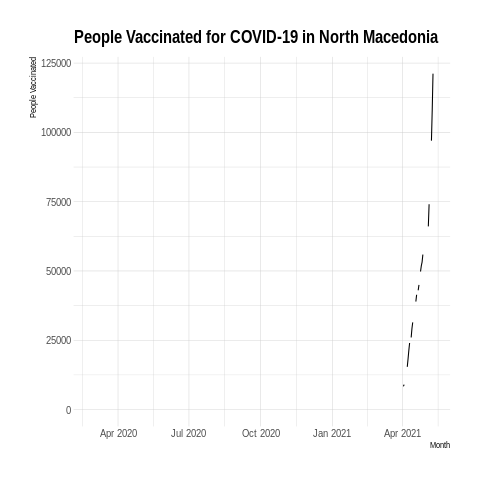 People Vaccinated for COVID-19 in North Macedonia
People Vaccinated
125000
100000
75000
50000
25000
0
Apr 2020 Jul 2020 Oct 2020 Jan 2021 Apr 2021
Month